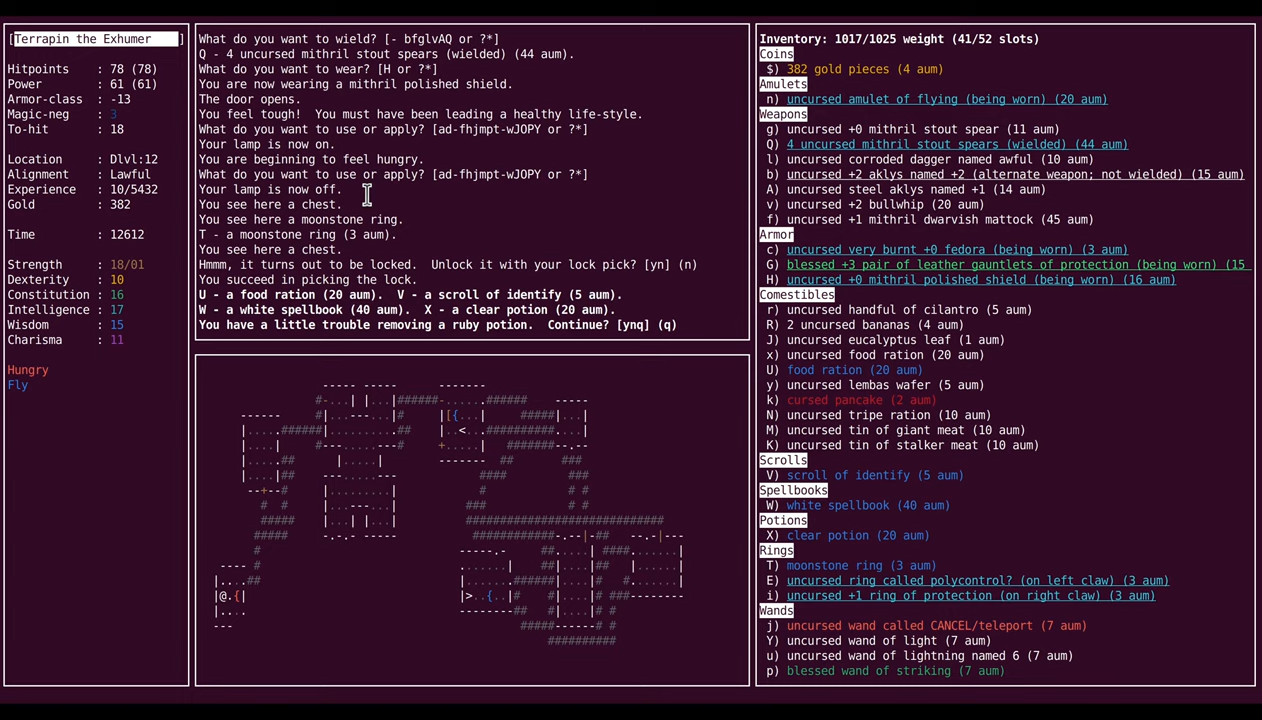 [Terrapin the Exhumer ]
Hitpoints : 78 (78)
Power : 61 (61)
Armor-class : -13
Magic-neg : 3
To-hit : 18
Location : Dlvl:12
Alignment : Lawful
Experience : 10/5432
Gold : 382
Time : 12612
Strength : 18/01
Dexterity : 10
Constitution : 16
Intelligence : 17
Wisdom : 15
Charisma : 11
Hungry
Fly
What do you want to wield? [- bfglvAQ or ?*]
Q - 4 uncursed mithril stout spears (wielded) (44 aum).
What do you want to wear? [H or ?*]
You are now wearing a mithril polished shield.
The door opens.
You feel tough!  You must have been leading a healthy life-style.
What do you want to use or apply? [ad-fhjmpt-wJOPY or ?*]
Your lamp is now on.
You are beginning to feel hungry.
What do you want to use or apply? [ad-fhjmpt-wJOPY or ?*]
Your lamp is now off.
You see here a chest.
You see here a moonstone ring.
T - a moonstone ring (3 aum).
You see here a chest.
Hmmm, it turns out to be locked.  Unlock it with your lock pick? [yn] (n)
You succeed in picking the lock.
U - a food ration (20 aum).  V - a scroll of identify (5 aum).
W - a white spellbook (40 aum).  X - a clear potion (20 aum).
You have a little trouble removing a ruby potion.  Continue? [ynq] (q)
Inventory: 1017/1025 weight (41/52 slots)
Coins
$) 382 gold pieces (4 aum)
Amulets
n) uncursed amulet of flying (being worn) (20 aum)
Weapons
g) uncursed +0 mithril stout spear (11 aum)
Q) 4 uncursed mithril stout spears (wielded) (44 aum)
l) uncursed corroded dagger named awful (10 aum)
b) uncursed +2 aklys named +2 (alternate weapon; not wielded) (15 aum)
A) uncursed steel aklys named +1 (14 aum)
v) uncursed +2 bullwhip (20 aum)
f) uncursed +1 mithril dwarvish mattock (45 aum)
Armor
c) uncursed very burnt +0 fedora (being worn) (3 aum)
G) blessed +3 pair of leather gauntlets of protection (being worn) (15
H) uncursed +0 mithril polished shield (being worn) (16 aum)
Comestibles
r) uncursed handful of cilantro (5 aum)
R) 2 uncursed bananas (4 aum)
J) uncursed eucalyptus leaf (1 aum)
x) uncursed food ration (20 aum)
U) food ration (20 aum)
y) uncursed lembas wafer (5 aum)
k) cursed pancake (2 aum)
N) uncursed tripe ration (10 aum)
M) uncursed tin of giant meat (10 aum)
K) uncursed tin of stalker meat (10 aum)
Scrolls
V) scroll of identify (5 aum)
Spellbooks
W) white spellbook (40 aum)
Potions
X) clear potion (20 aum)
Rings
T) moonstone ring (3 aum)
E) uncursed ring called polycontrol? (on left claw) (3 aum)
i) uncursed +1 ring of protection (on right claw) (3 aum)
Wands
j) uncursed wand called CANCEL/teleport (7 aum)
Y) uncursed wand of light (7 aum)
u) uncursed wand of lightning named 6 (7 aum)
p) blessed wand of striking (7 aum)